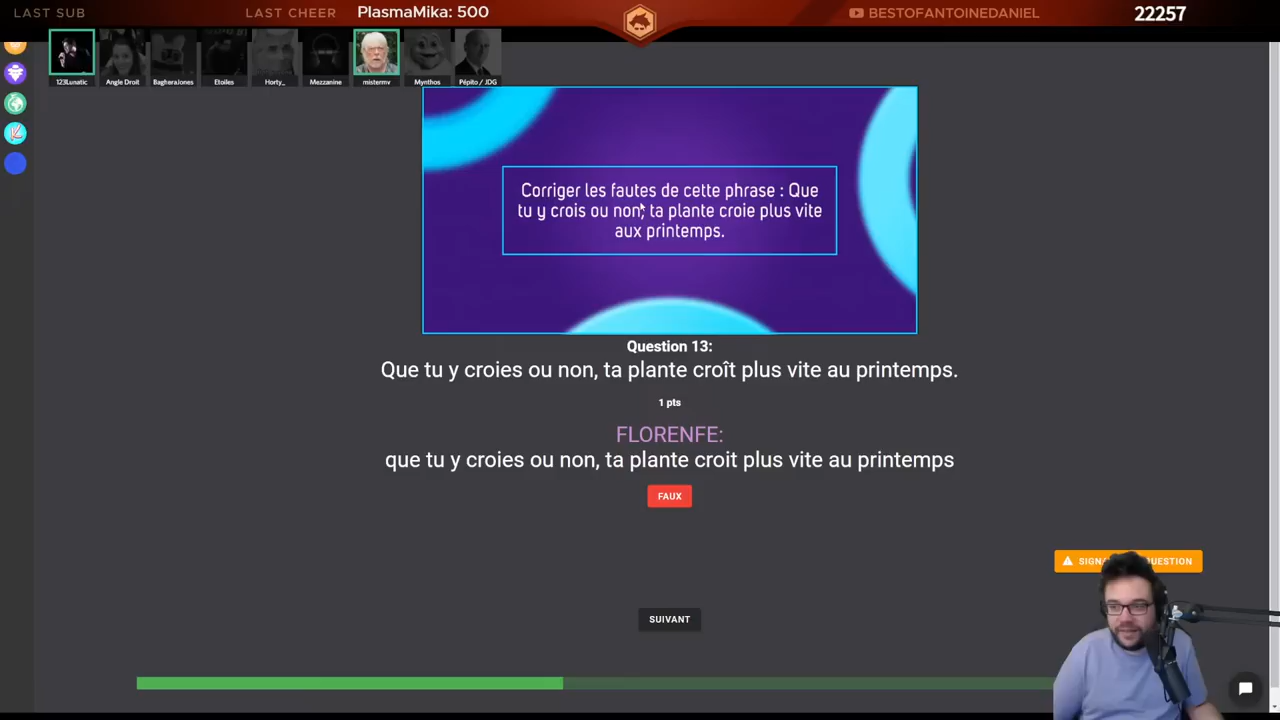 LAST SUB
LAST CHEER
PlasmaMika: 500
BESTOFANTOINEDANIEL
22257
123Lunatic
Angle Droit
BagheraJones
Etoiles
Horty_
Mezzanine
mistermv
Mynthos
Pépito / JDG
Corriger les fautes de cette phrase : Que
tu y crois ou non, ta plante croie plus vite
aux printemps.
Question 13:
Que tu y croies ou non, ta plante croît plus vite au printemps.
1 pts
FLORENFE:
que tu y croies ou non, ta plante croit plus vite au printemps
FAUX
SUIVANT